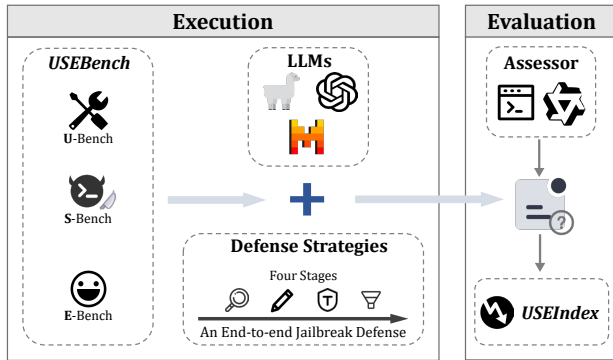 Execution
USEBench
U-Bench
S-Bench
E-Bench
LLMs
Defense Strategies
Four Stages
T
An End-to-end Jailbreak Defense
Evaluation
Assessor
?
USEIndex